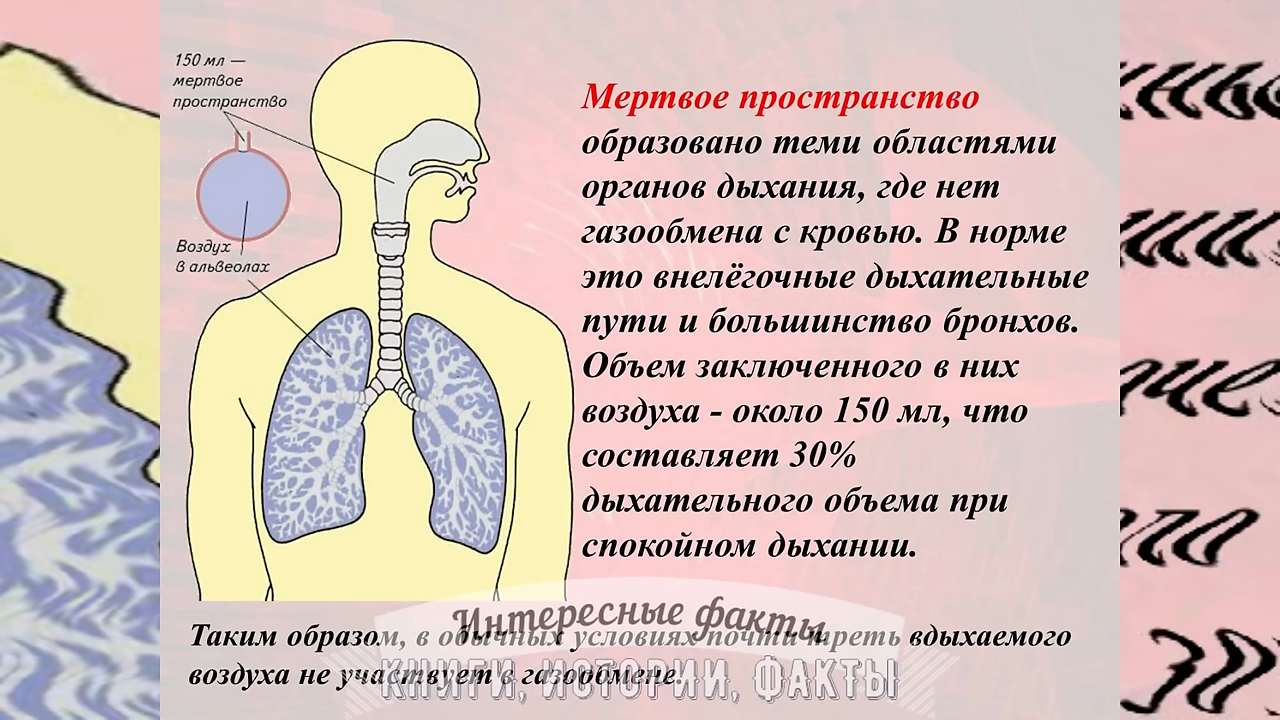 150 мл —
мертвое
пространство
Воздух
в альвеолах
Мертвое пространство
образовано теми областями
органов дыхания, где нет
газообмена с кровью. В норме
это внелёгочные дыхательные
пути и большинство бронхов.
Объем заключенного в них
воздуха - около 150 мл, что
составляет 30%
дыхательного объема при
спокойном дыхании.
Таким образом, в обычных условиях почти треть вдыхаемого
воздуха не участвует в газообмене.
Интересные факты
КНИГИ, ИСТОРИИ, ФАКТЫ